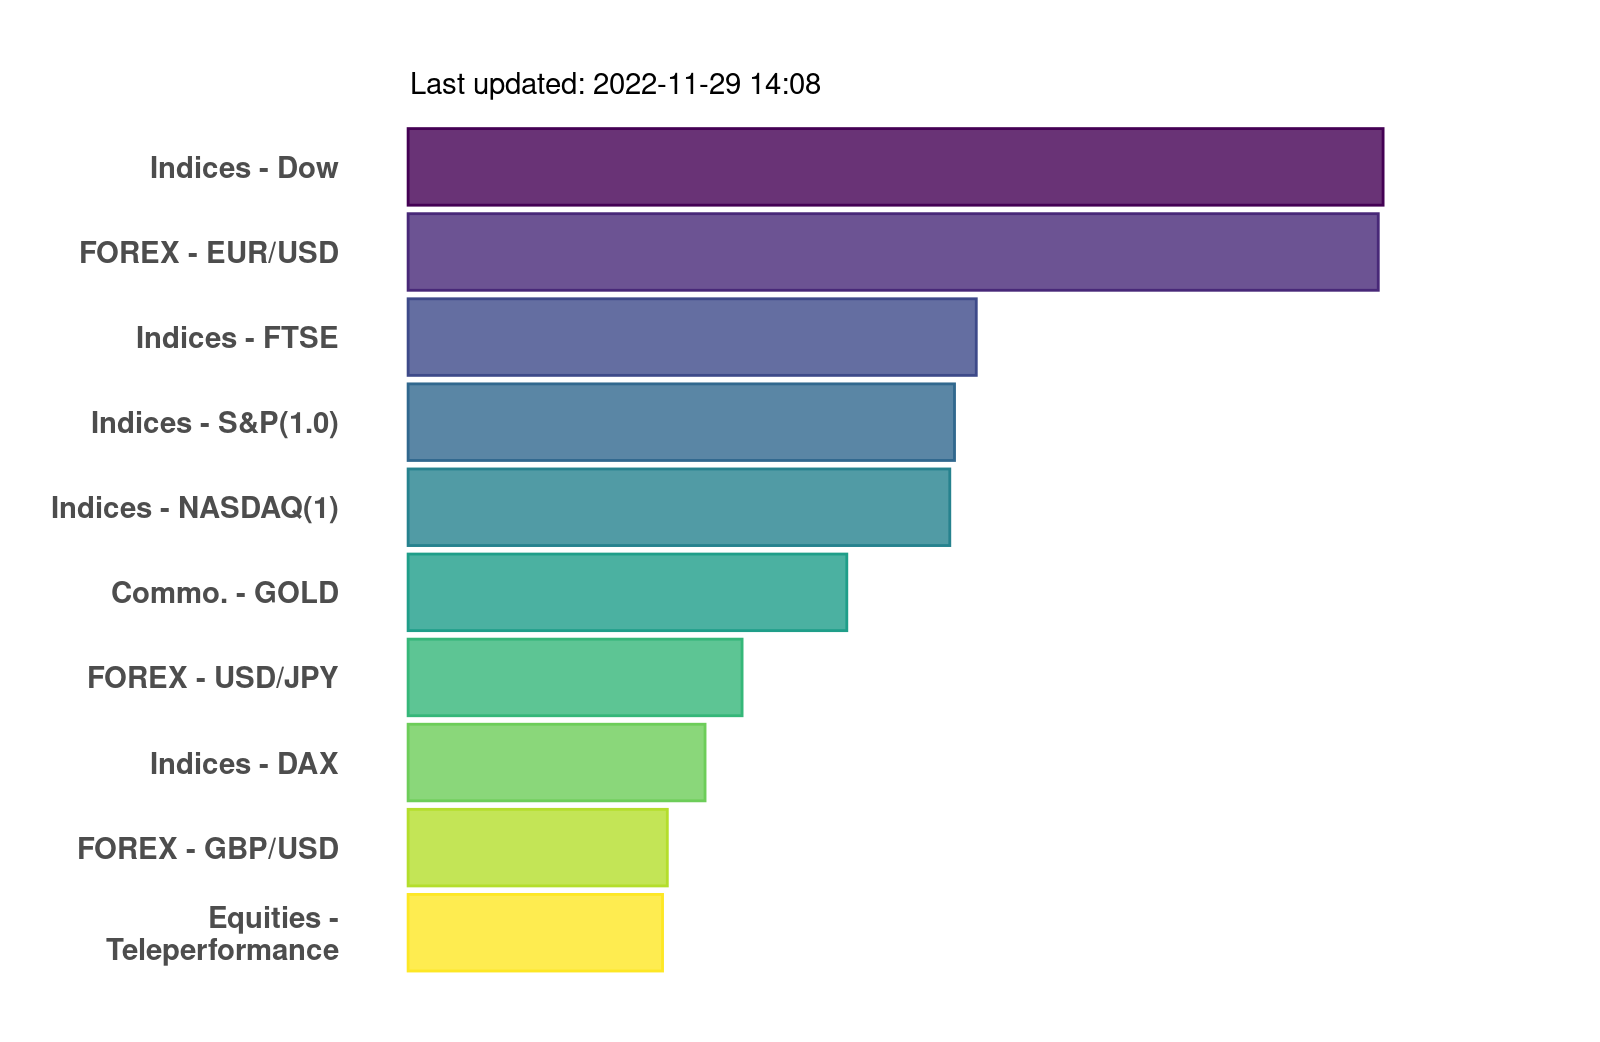 Last updated: 2022-11-29 14:08
Indices - Dow
FOREX - EUR/USD
Indices - FTSE
Indices - S&P(1.0)
Indices - NASDAQ(1)
Commo. - GOLD
FOREX - USD/JPY
Indices - DAX
FOREX - GBP/USD
Equities -
Teleperformance